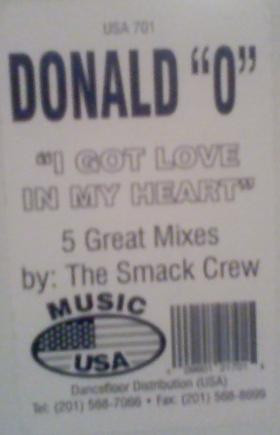 USA 701
DONALD "O"
"I GOT LOVE
IN MY HEART"
5 Great Mixes
by: The Smack Crew
MUSIC
USA
Dancefloor Distribution (USA)
Tel: (201) 568-7066 • Fax: (201) 568-8699